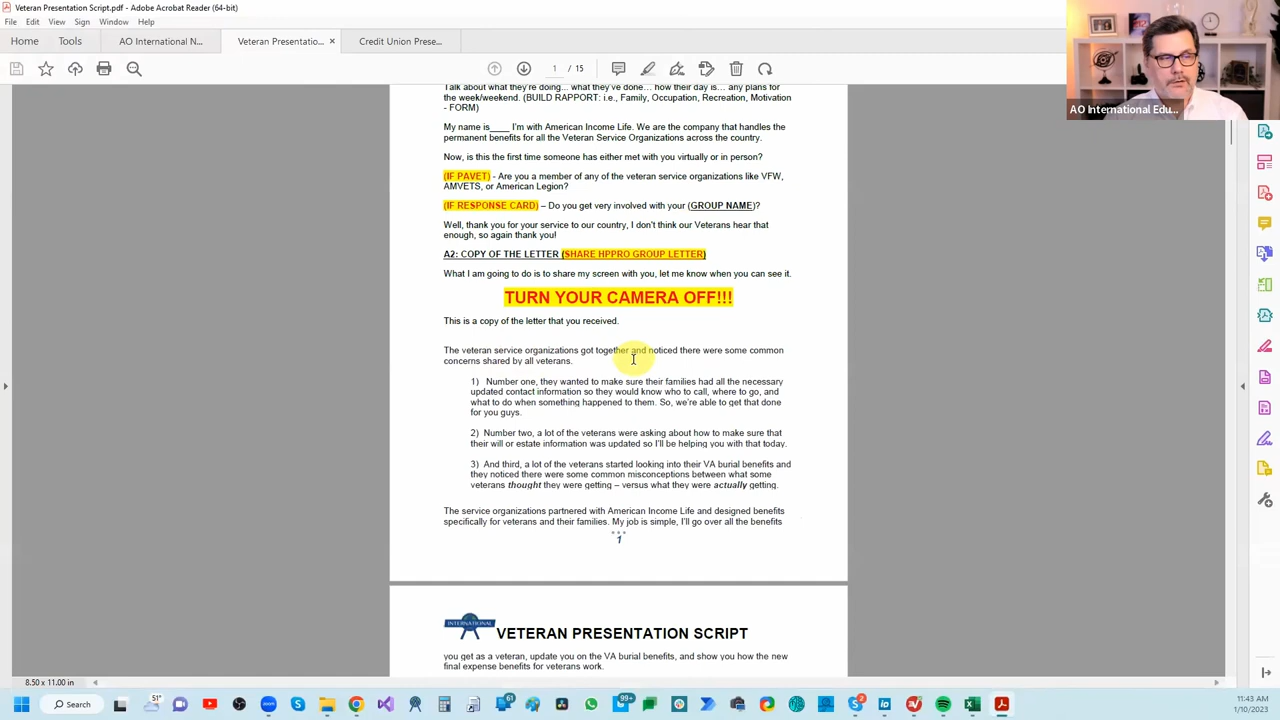 Veteran Presentation Script.pdf - Adobe Acrobat Reader (64-bit)
File Edit View Sign Window Help
Home Tools AO International N... Veteran Presentatio... × Credit Union Prese...
1 / 15
Talk about what they're doing... what they've done... how their day is... any plans for
the week/weekend. (BUILD RAPPORT: i.e., Family, Occupation, Recreation, Motivation
- FORM)
My name is____ I'm with American Income Life. We are the company that handles the
permanent benefits for all the Veteran Service Organizations across the country.
Now, is this the first time someone has either met with you virtually or in person?
(IF PAVET) - Are you a member of any of the veteran service organizations like VFW,
AMVETS, or American Legion?
(IF RESPONSE CARD) – Do you get very involved with your (GROUP NAME)?
Well, thank you for your service to our country, I don't think our Veterans hear that
enough, so again thank you!
A2: COPY OF THE LETTER (SHARE HPPRO GROUP LETTER)
What I am going to do is to share my screen with you, let me know when you can see it.
TURN YOUR CAMERA OFF!!!
This is a copy of the letter that you received.
The veteran service organizations got together and noticed there were some common
concerns shared by all veterans.
1) Number one, they wanted to make sure their families had all the necessary
updated contact information so they would know who to call, where to go, and
what to do when something happened to them. So, we're able to get that done
for you guys.
2) Number two, a lot of the veterans were asking about how to make sure that
their will or estate information was updated so I'll be helping you with that today.
3) And third, a lot of the veterans started looking into their VA burial benefits and
they noticed there were some common misconceptions between what some
veterans thought they were getting – versus what they were actually getting.
The service organizations partnered with American Income Life and designed benefits
specifically for veterans and their families. My job is simple, I'll go over all the benefits
1
INTERNATIONAL
VETERAN PRESENTATION SCRIPT
you get as a veteran, update you on the VA burial benefits, and show you how the new
final expense benefits for veterans work.
AO International Edu...
8.50 x 11.00 in
Search
51°
61
99+
2
11:43 AM
1/10/2023